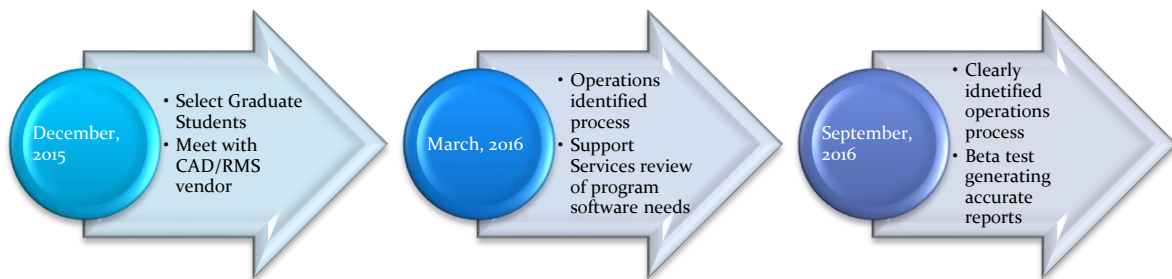 December,
2015
• Select Graduate
Students
• Meet with
CAD/RMS
vendor
March, 2016
• Operations
identified
process
• Support
Services review
of program
software needs
September,
2016
• Clearly
idnetified
operations
process
• Beta test
generating
accurate
reports